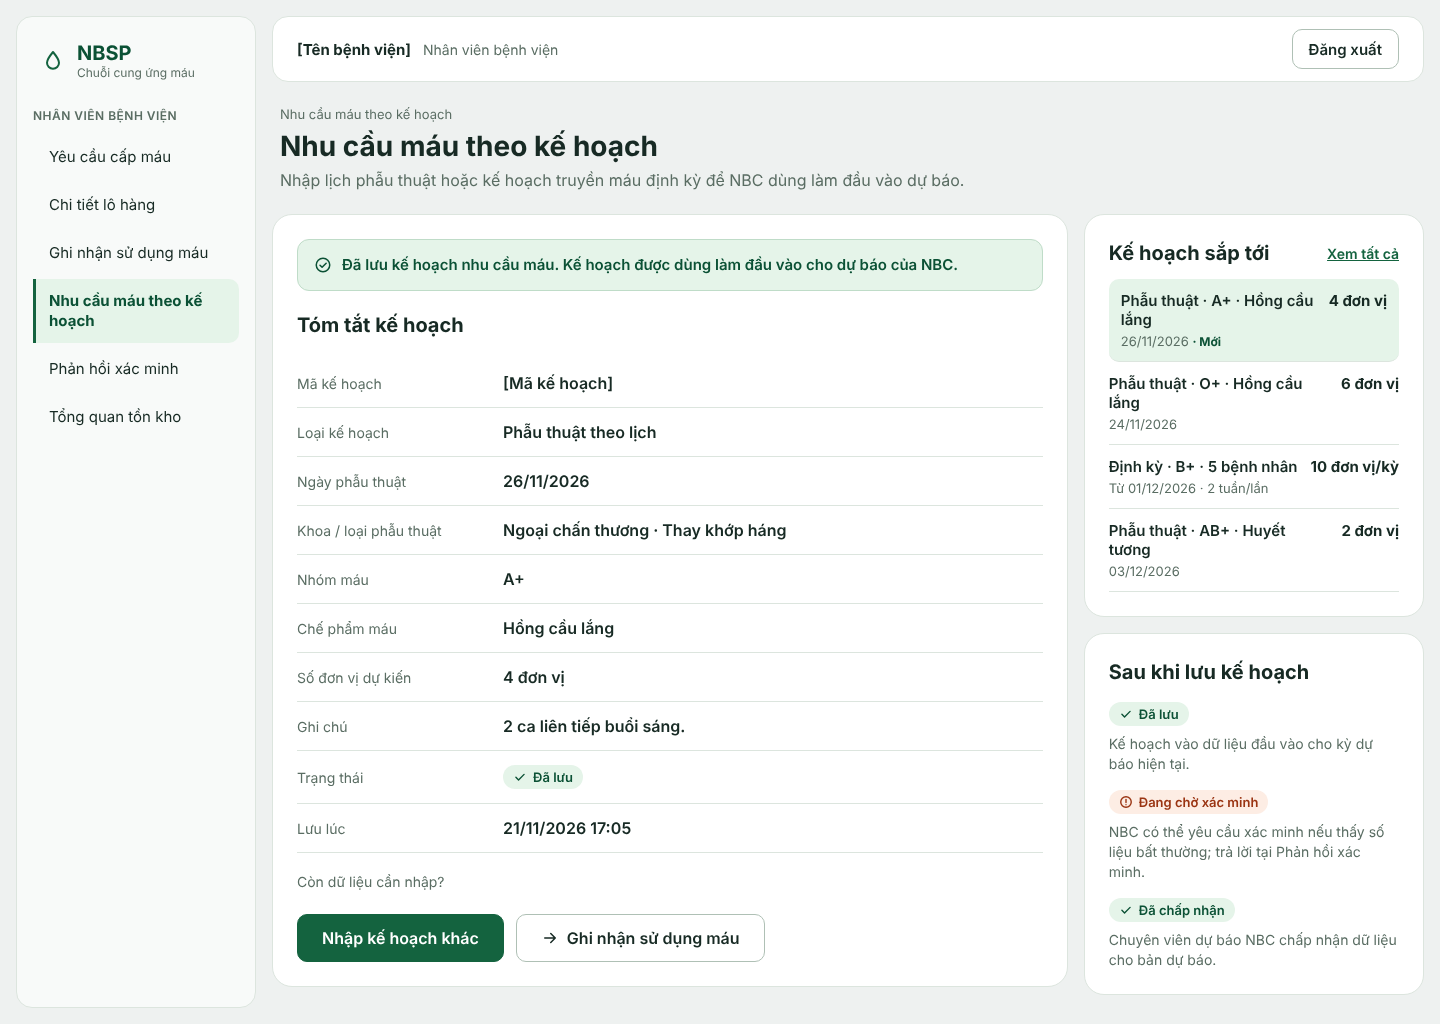 NBSP
Chuỗi cung ứng máu
NHÂN VIÊN BỆNH VIỆN
Yêu cầu cấp máu
Chi tiết lô hàng
Ghi nhận sử dụng máu
Nhu cầu máu theo kế
hoạch
Phản hồi xác minh
Tổng quan tồn kho
[Tên bệnh viện] Nhân viên bệnh viện
Đăng xuất
Nhu cầu máu theo kế hoạch
Nhu cầu máu theo kế hoạch
Nhập lịch phẫu thuật hoặc kế hoạch truyền máu định kỳ để NBC dùng làm đầu vào dự báo.
Đã lưu kế hoạch nhu cầu máu. Kế hoạch được dùng làm đầu vào cho dự báo của NBC.
Tóm tắt kế hoạch
Mã kế hoạch [Mã kế hoạch]
Loại kế hoạch Phẫu thuật theo lịch
Ngày phẫu thuật 26/11/2026
Khoa / loại phẫu thuật Ngoại chấn thương · Thay khớp háng
Nhóm máu A+
Chế phẩm máu Hồng cầu lắng
Số đơn vị dự kiến 4 đơn vị
Ghi chú 2 ca liên tiếp buổi sáng.
Trạng thái Đã lưu
Lưu lúc 21/11/2026 17:05
Còn dữ liệu cần nhập?
Nhập kế hoạch khác
→ Ghi nhận sử dụng máu
Kế hoạch sắp tới Xem tất cả
Phẫu thuật · A+ · Hồng cầu 4 đơn vị
lắng
26/11/2026 · Mới
Phẫu thuật · O+ · Hồng cầu 6 đơn vị
lắng
24/11/2026
Định kỳ · B+ · 5 bệnh nhân 10 đơn vị/kỳ
Từ 01/12/2026 · 2 tuần/lần
Phẫu thuật · AB+ · Huyết 2 đơn vị
tương
03/12/2026
Sau khi lưu kế hoạch
Đã lưu
Kế hoạch vào dữ liệu đầu vào cho kỳ dự
báo hiện tại.
Đang chờ xác minh
NBC có thể yêu cầu xác minh nếu thấy số
liệu bất thường; trả lời tại Phản hồi xác
minh.
Đã chấp nhận
Chuyên viên dự báo NBC chấp nhận dữ liệu
cho bản dự báo.